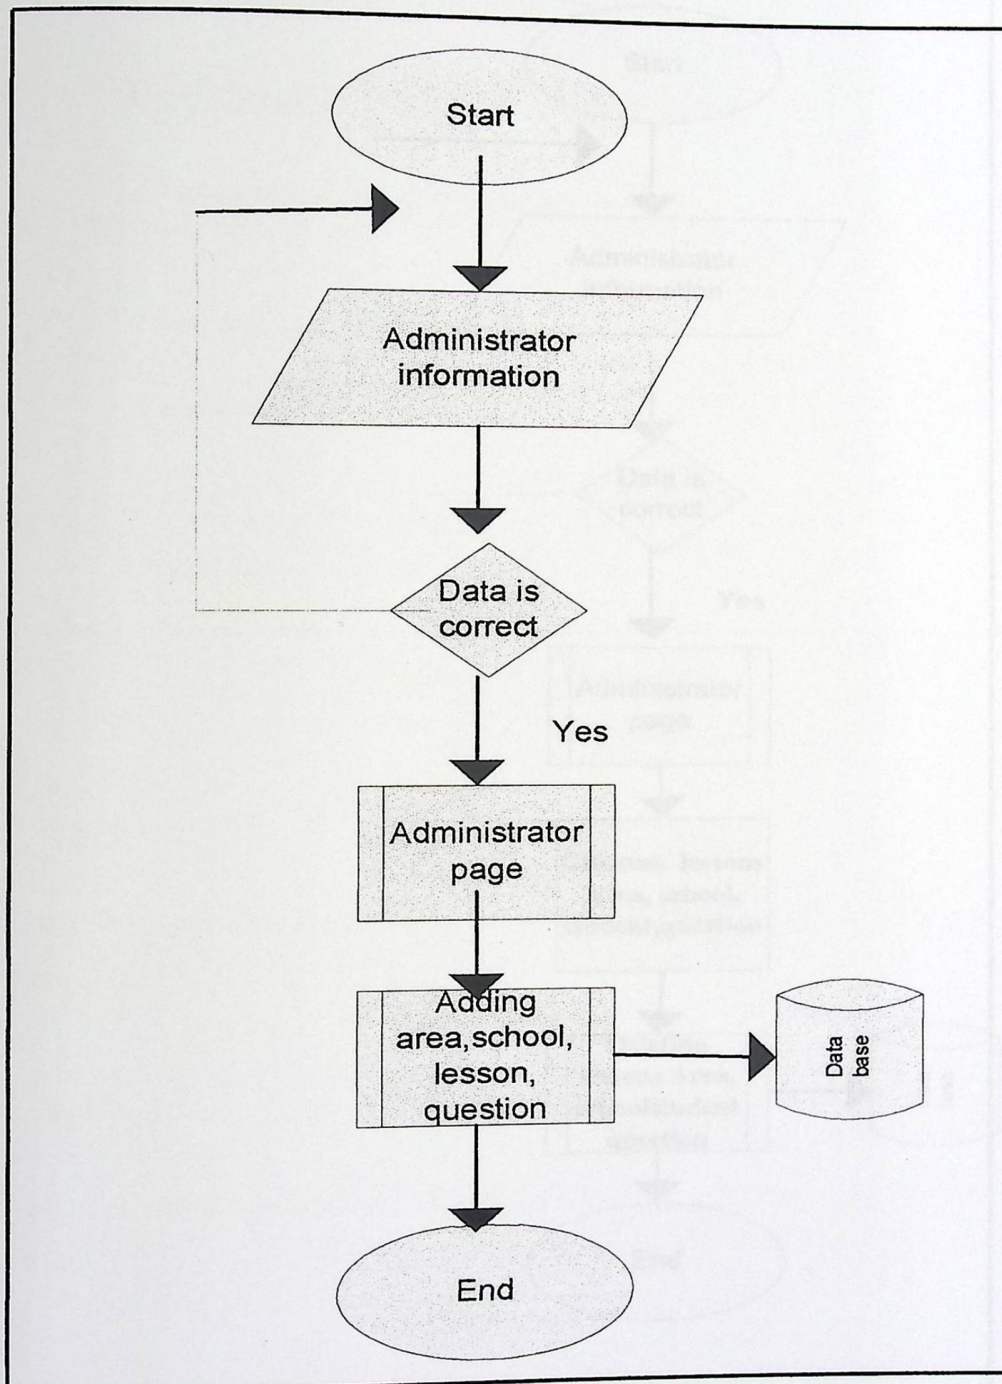 Start
Administrator
information
Data is
correct
Yes
Administrator
page
Adding
area,school,
lesson,
question
Data
base
End